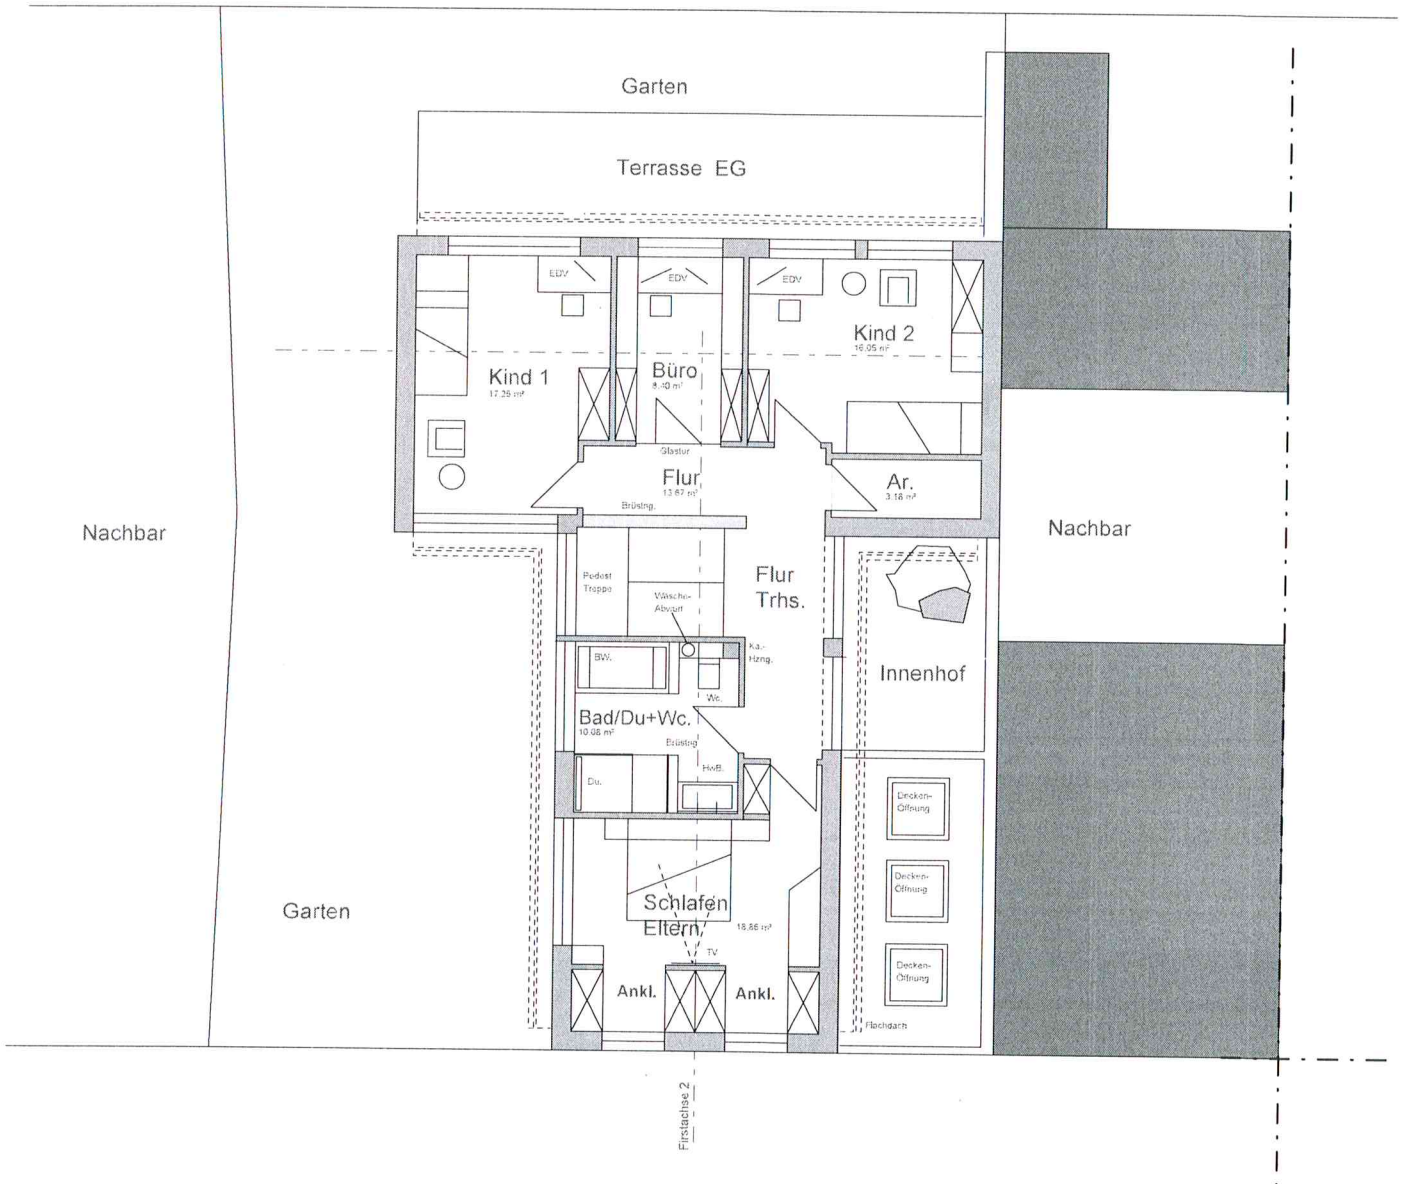 Garten
Terrasse EG
EDV
EDV
EDV
Kind 1
17.25 m²
Büro
8.40 m²
Kind 2
16.05 m²
Glastür
Flur
13.67 m²
Brüstng.
Ar.
3.18 m²
Nachbar
Nachbar
Podest
Treppe
Wäsche-
Abwurf
Flur
Trhs.
Ka.-
Hzng.
BW.
Wc.
Innenhof
Bad/Du+Wc.
10.08 m²
Brüstng
Du.
HwB.
Decken-
Öffnung
Decken-
Öffnung
Decken-
Öffnung
Garten
Schlafen
Eltern
18.86 m²
TV
Ankl.
Ankl.
Flachdach
Firstachse 2